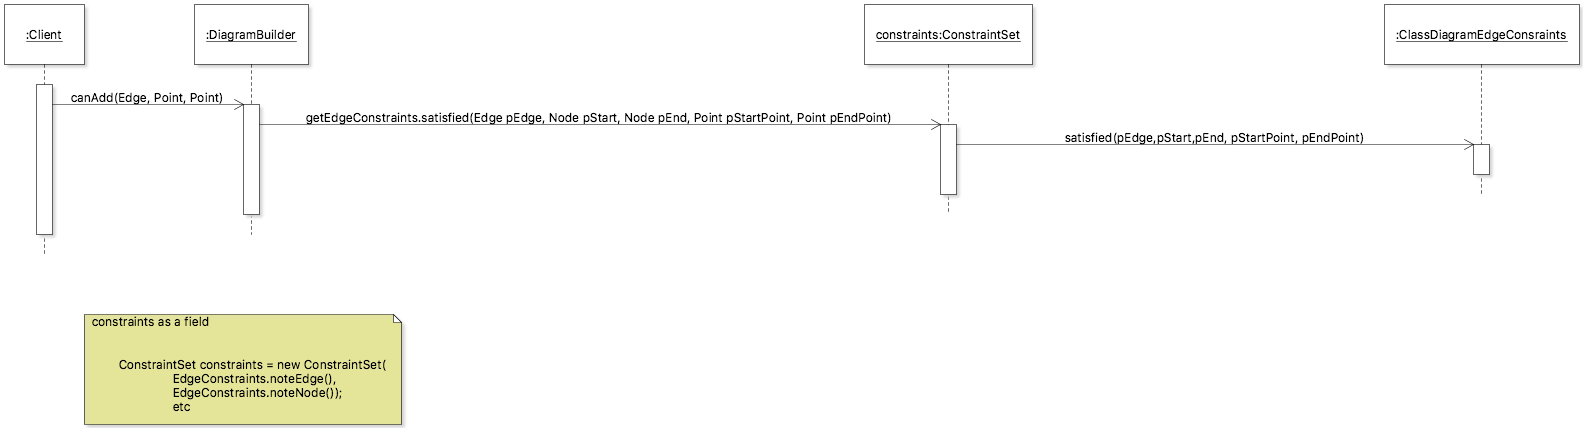 :Client
:DiagramBuilder
constraints:ConstraintSet
:ClassDiagramEdgeConsraints
canAdd(Edge, Point, Point)
getEdgeConstraints.satisfied(Edge pEdge, Node pStart, Node pEnd, Point pStartPoint, Point pEndPoint)
satisfied(pEdge,pStart,pEnd, pStartPoint, pEndPoint)
constraints as a field
ConstraintSet constraints = new ConstraintSet(
EdgeConstraints.noteEdge(),
EdgeConstraints.noteNode());
etc